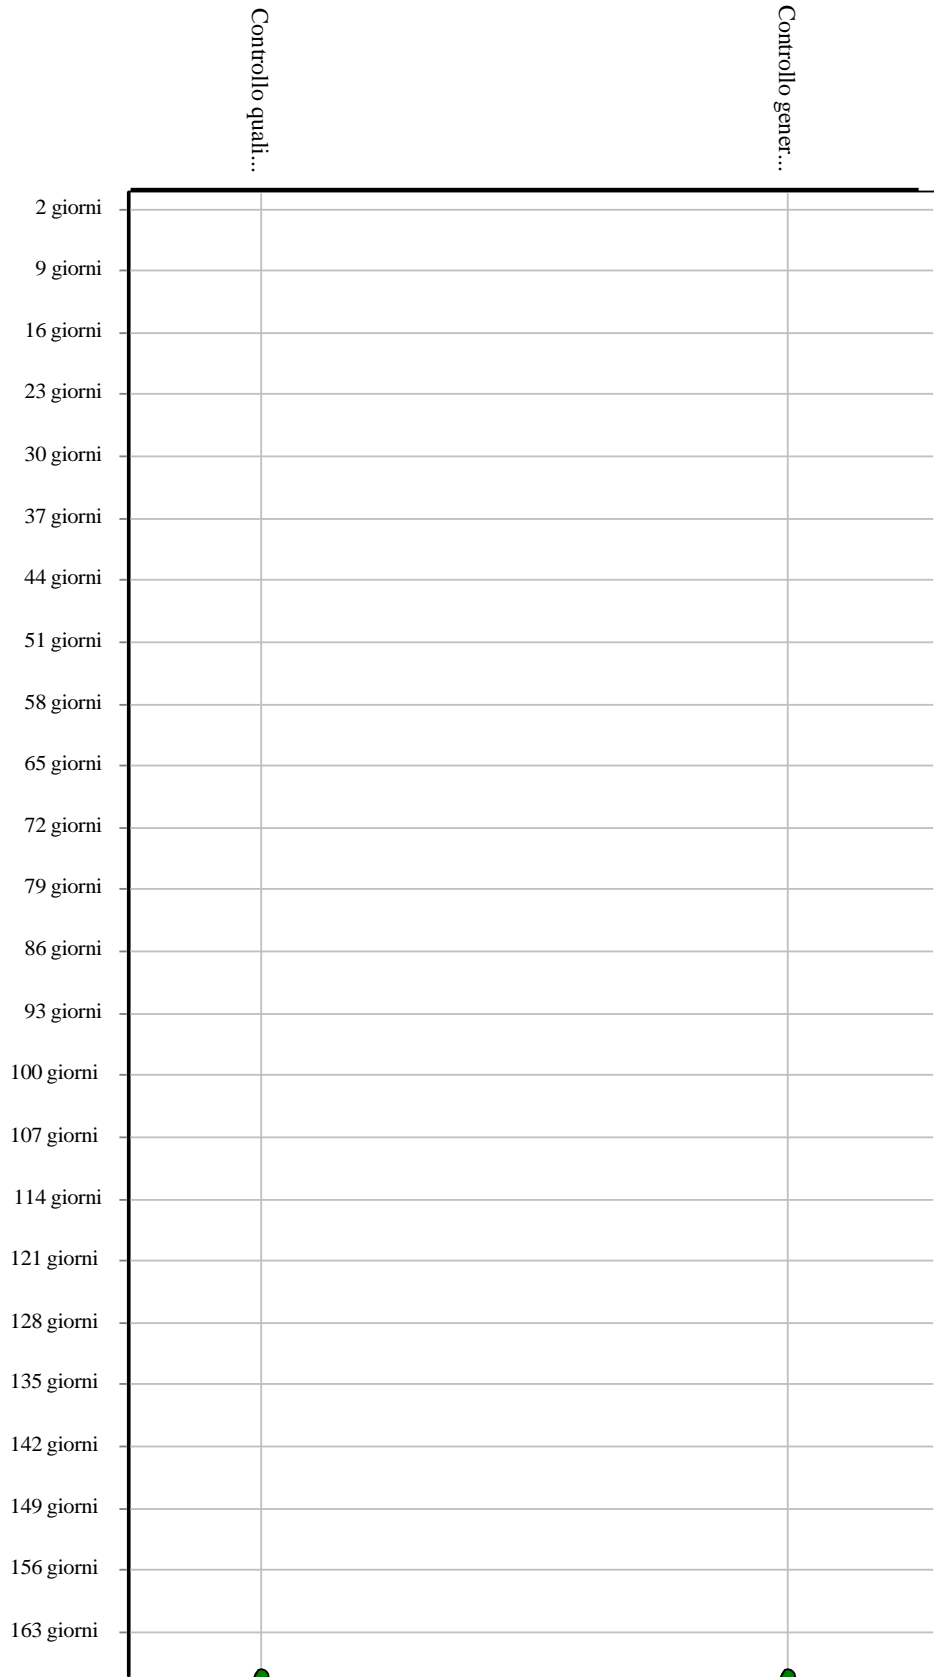 Controllo quali...
Controllo gener...
2 giorni
9 giorni
16 giorni
23 giorni
30 giorni
37 giorni
44 giorni
51 giorni
58 giorni
65 giorni
72 giorni
79 giorni
86 giorni
93 giorni
100 giorni
107 giorni
114 giorni
121 giorni
128 giorni
135 giorni
142 giorni
149 giorni
156 giorni
163 giorni